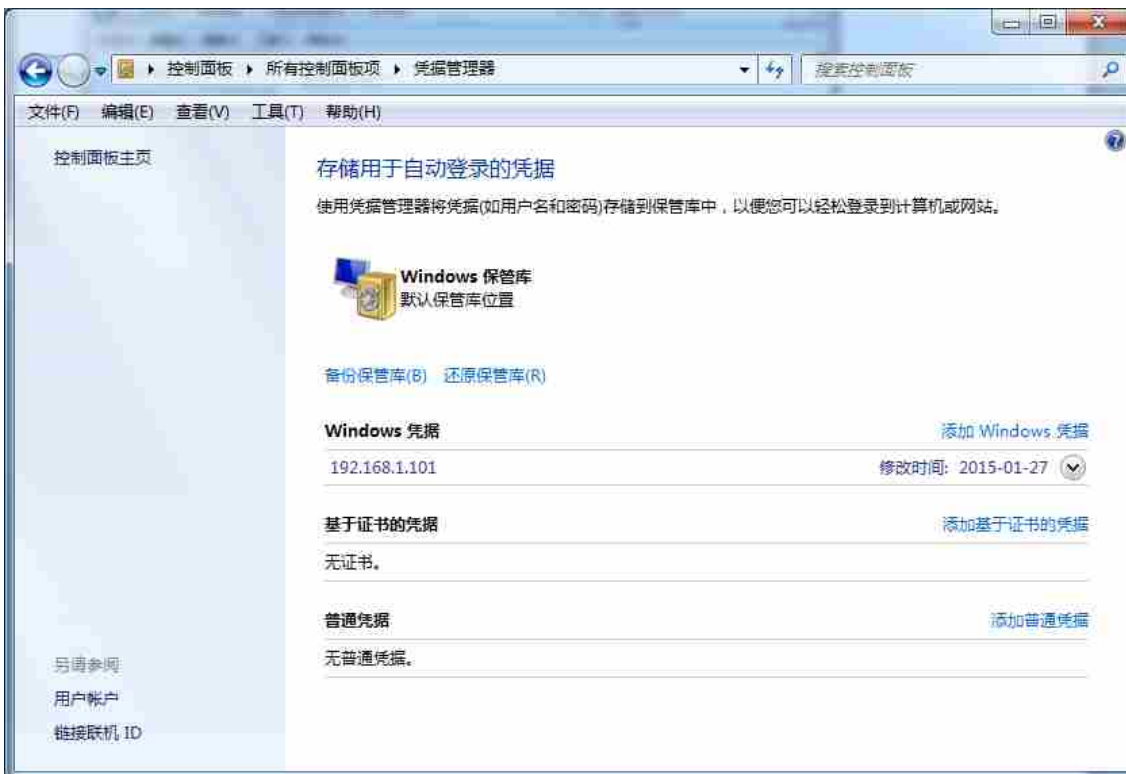 控制面板 所有控制面板项 凭据管理器 搜索控制面板
文件(F) 编辑(E) 查看(V) 工具(T) 帮助(H)
控制面板主页
存储用于自动登录的凭据
使用凭据管理器将凭据(如用户名和密码)存储到保管库中，以便您可以轻松登录到计算机或网站。
Windows 保管库
默认保管库位置
备份保管库(B) 还原保管库(R)
Windows 凭据 添加 Windows 凭据
192.168.1.101 修改时间: 2015-01-27
基于证书的凭据 添加基于证书的凭据
无证书。
普通凭据 添加普通凭据
无普通凭据。
另请参阅
用户帐户
链接联机 ID